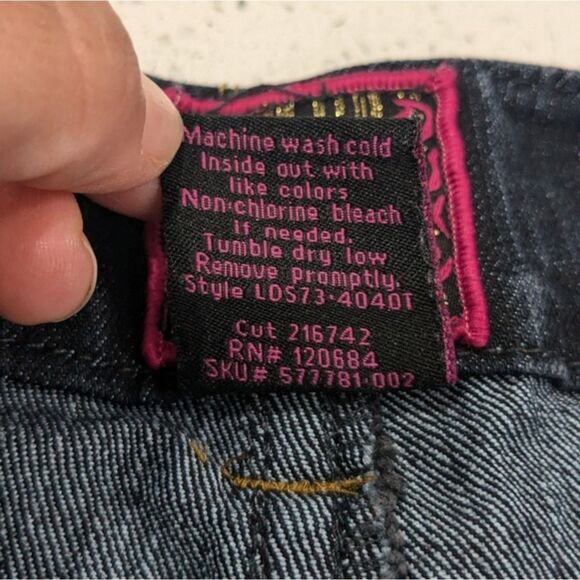 Machine wash cold
Inside out with
like colors
Non-chlorine bleach
if needed.
Tumble dry low
Remove Promptly.
Style LDS73-4040T
Cut 216742
RN# 120684
SKU# 577781-002